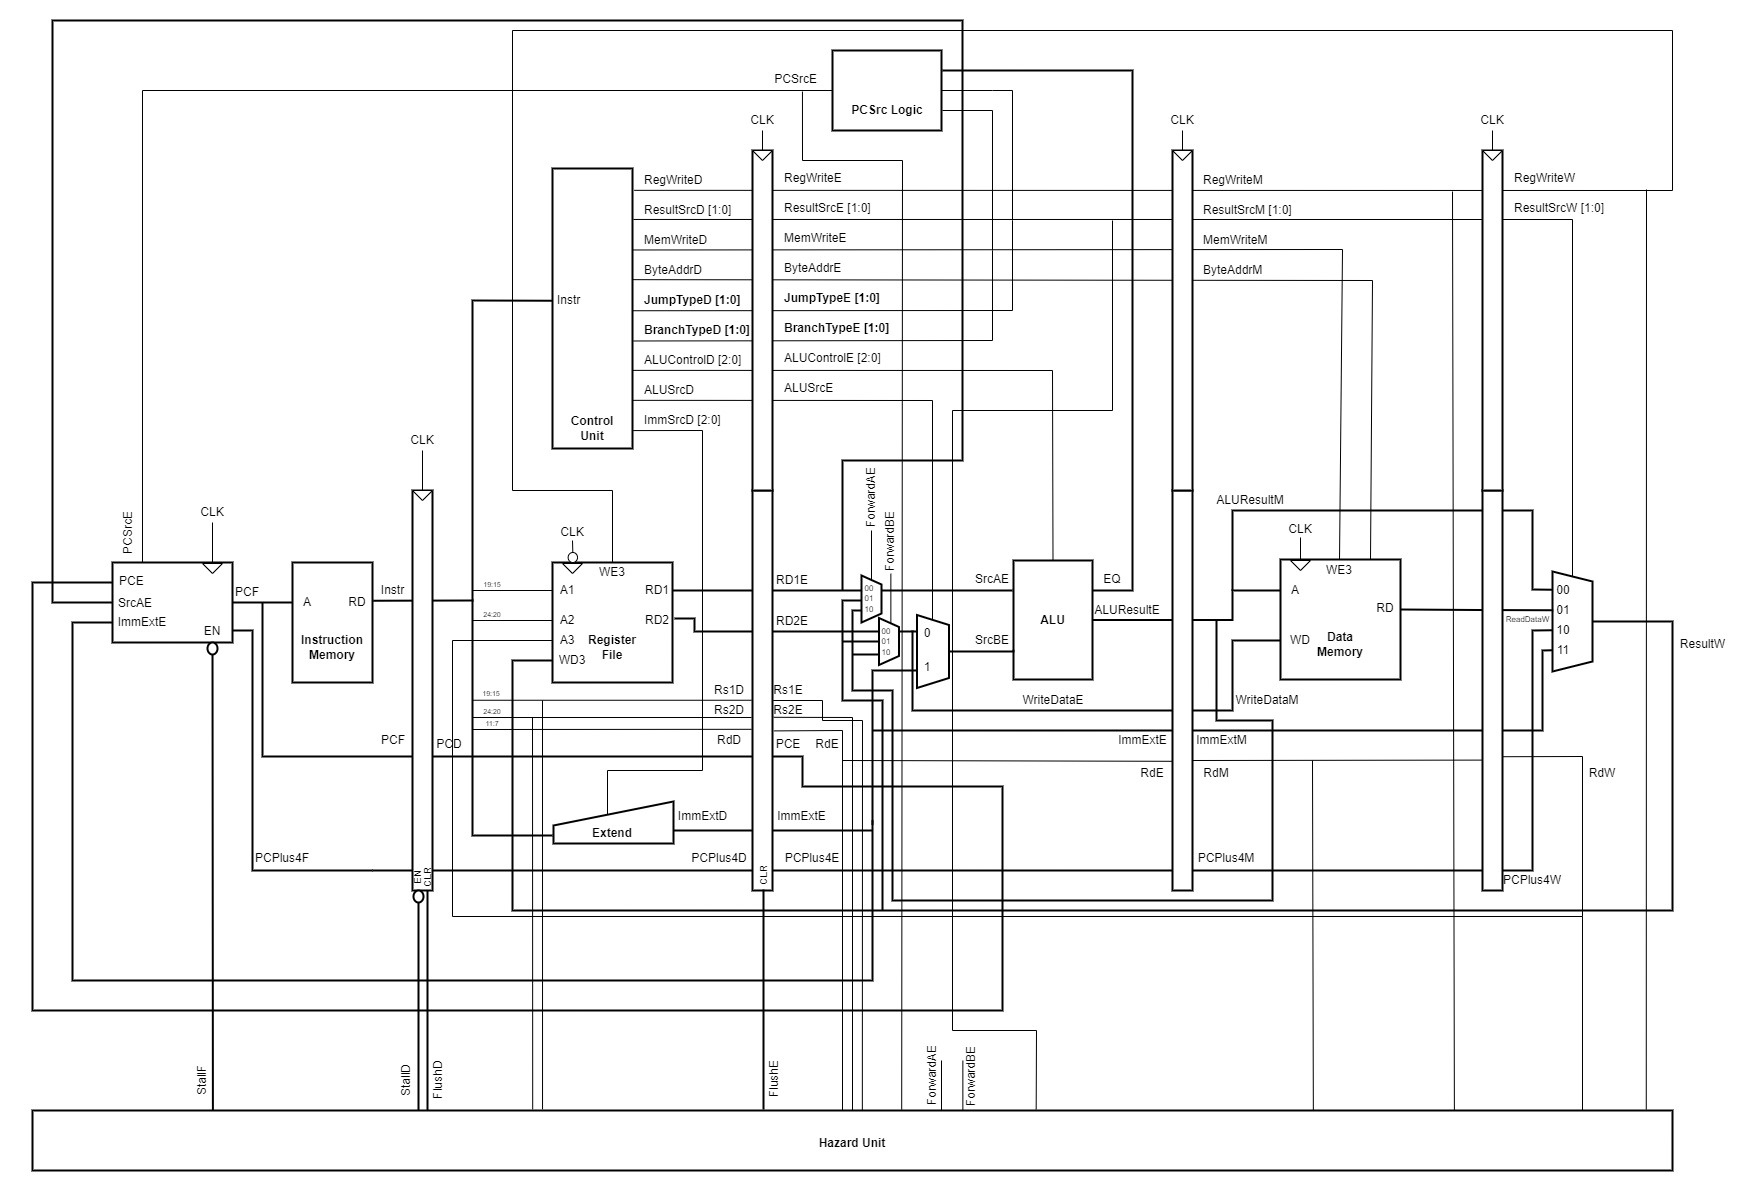 PCSrcE
PCSrc Logic
CLK
CLK
CLK
RegWriteD
RegWriteE
RegWriteM
RegWriteW
ResultSrcD [1:0]
ResultSrcE [1:0]
ResultSrcM [1:0]
ResultSrcW [1:0]
MemWriteD
MemWriteE
MemWriteM
ByteAddrD
ByteAddrE
ByteAddrM
Instr
JumpTypeD [1:0]
JumpTypeE [1:0]
BranchTypeD [1:0]
BranchTypeE [1:0]
ALUControlD [2:0]
ALUControlE [2:0]
ALUSrcD
ALUSrcE
Control
Unit
ImmSrcD [2:0]
CLK
ForwardAE
ForwardBE
ALUResultM
PCSrcE
CLK
CLK
CLK
PCE
SrcAE
ImmExtE
EN
PCF
A
RD
Instruction
Memory
Instr
19:15
24:20
WE3
A1
A2
A3
WD3
RD1
RD2
Register
File
RD1E
RD2E
00
01
10
00
01
10
0
1
SrcAE
SrcBE
ALU
EQ
ALUResultE
WE3
A
RD
WD
Data
Memory
ReadDataW
00
01
10
11
ResultW
19:15
24:20
11:7
Rs1D
Rs1E
Rs2D
Rs2E
WriteDataE
WriteDataM
PCF
PCD
RdD
PCE
RdE
ImmExtE
ImmExtM
RdE
RdM
RdW
Extend
ImmExtD
ImmExtE
PCPlus4F
PCPlus4D
PCPlus4E
PCPlus4M
PCPlus4W
EN
CLR
CLR
StallF
StallD
FlushD
FlushE
ForwardAE
ForwardBE
Hazard Unit